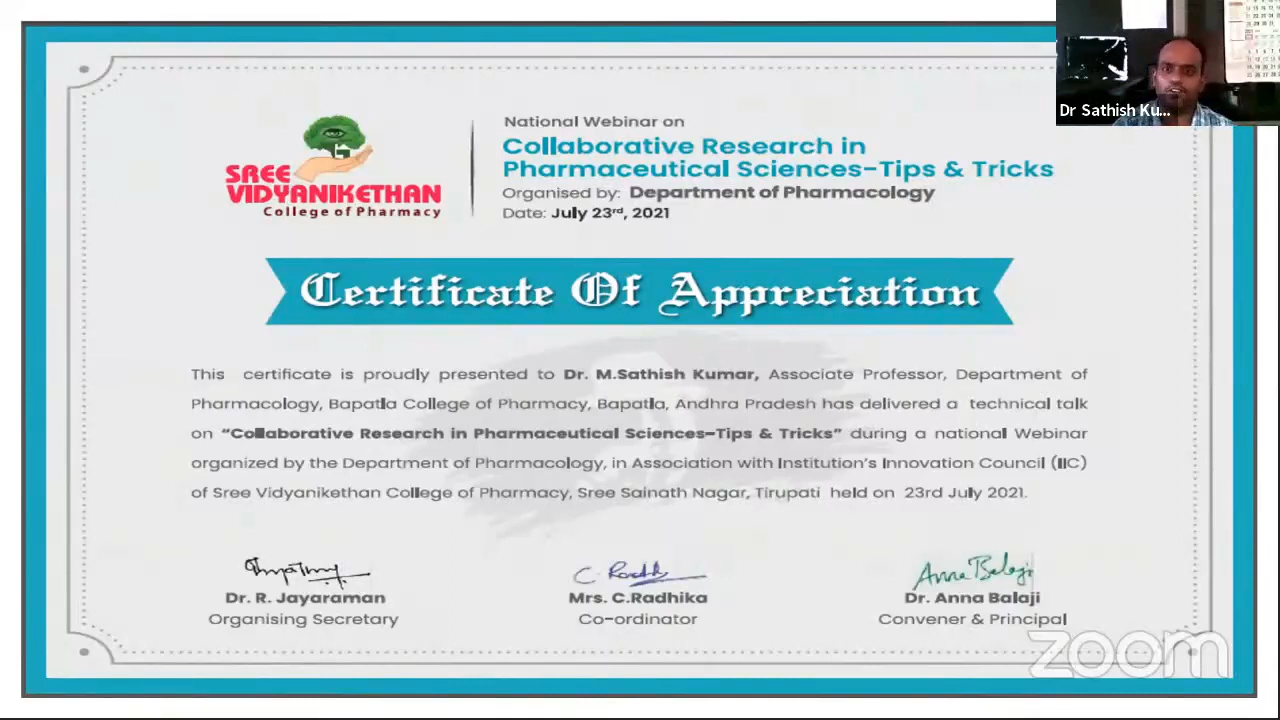 Dr Sathish Ku...
SREE
VIDYANIKETHAN
College of Pharmacy
National Webinar on
Collaborative Research in
Pharmaceutical Sciences-Tips & Tricks
Organised by: Department of Pharmacology
Date: July 23rd, 2021
Certificate Of Appreciation
This certificate is proudly presented to Dr. M.Sathish Kumar, Associate Professor, Department of
Pharmacology, Bapatla College of Pharmacy, Bapatla, Andhra Pradesh has delivered a technical talk
on “Collaborative Research in Pharmaceutical Sciences-Tips & Tricks” during a national Webinar
organized by the Department of Pharmacology, in Association with Institution's Innovation Council (IIC)
of Sree Vidyanikethan College of Pharmacy, Sree Sainath Nagar, Tirupati held on 23rd July 2021.
Anna Balaji
Dr. R. Jayaraman
Mrs. C.Radhika
Dr. Anna Balaji
Organising Secretary
Co-ordinator
Convener & Principal
zoom